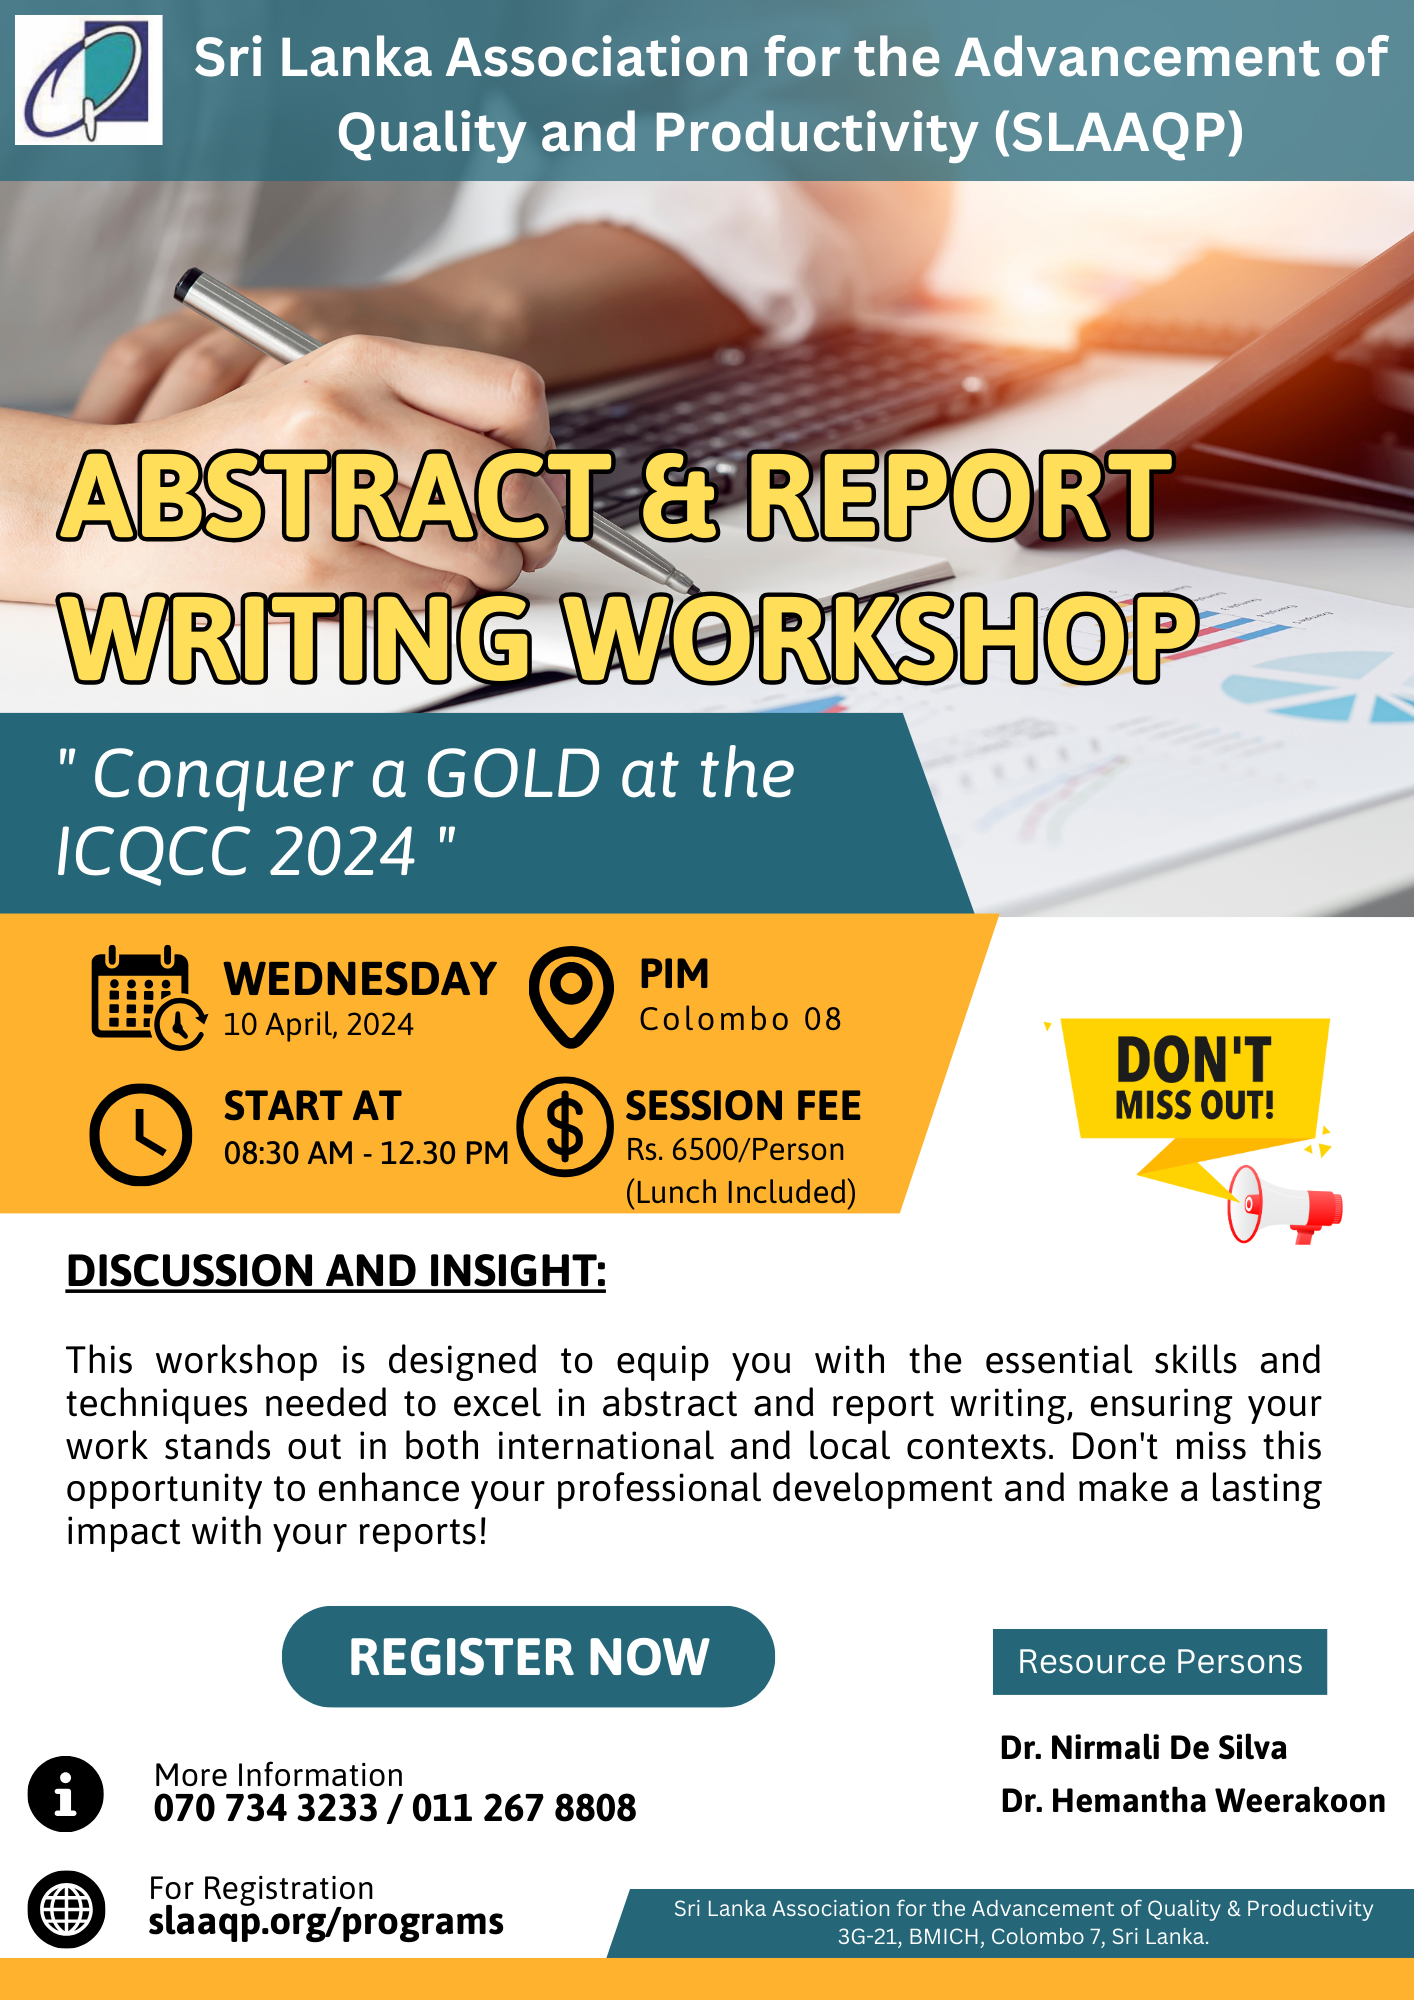 Sri Lanka Association for the Advancement of
Quality and Productivity (SLAAQP)
ABSTRACT & REPORT
WRITING WORKSHOP
" Conquer a GOLD at the
ICQCC 2024 "
WEDNESDAY
10 April, 2024
PIM
Colombo 08
START AT
08:30 AM - 12.30 PM
SESSION FEE
Rs. 6500/Person
(Lunch Included)
DON'T
MISS OUT!
DISCUSSION AND INSIGHT:
This workshop is designed to equip you with the essential skills and
techniques needed to excel in abstract and report writing, ensuring your
work stands out in both international and local contexts. Don't miss this
opportunity to enhance your professional development and make a lasting
impact with your reports!
REGISTER NOW
Resource Persons
Dr. Nirmali De Silva
Dr. Hemantha Weerakoon
More Information
070 734 3233 / 011 267 8808
For Registration
slaaqp.org/programs
Sri Lanka Association for the Advancement of Quality & Productivity
3G-21, BMICH, Colombo 7, Sri Lanka.